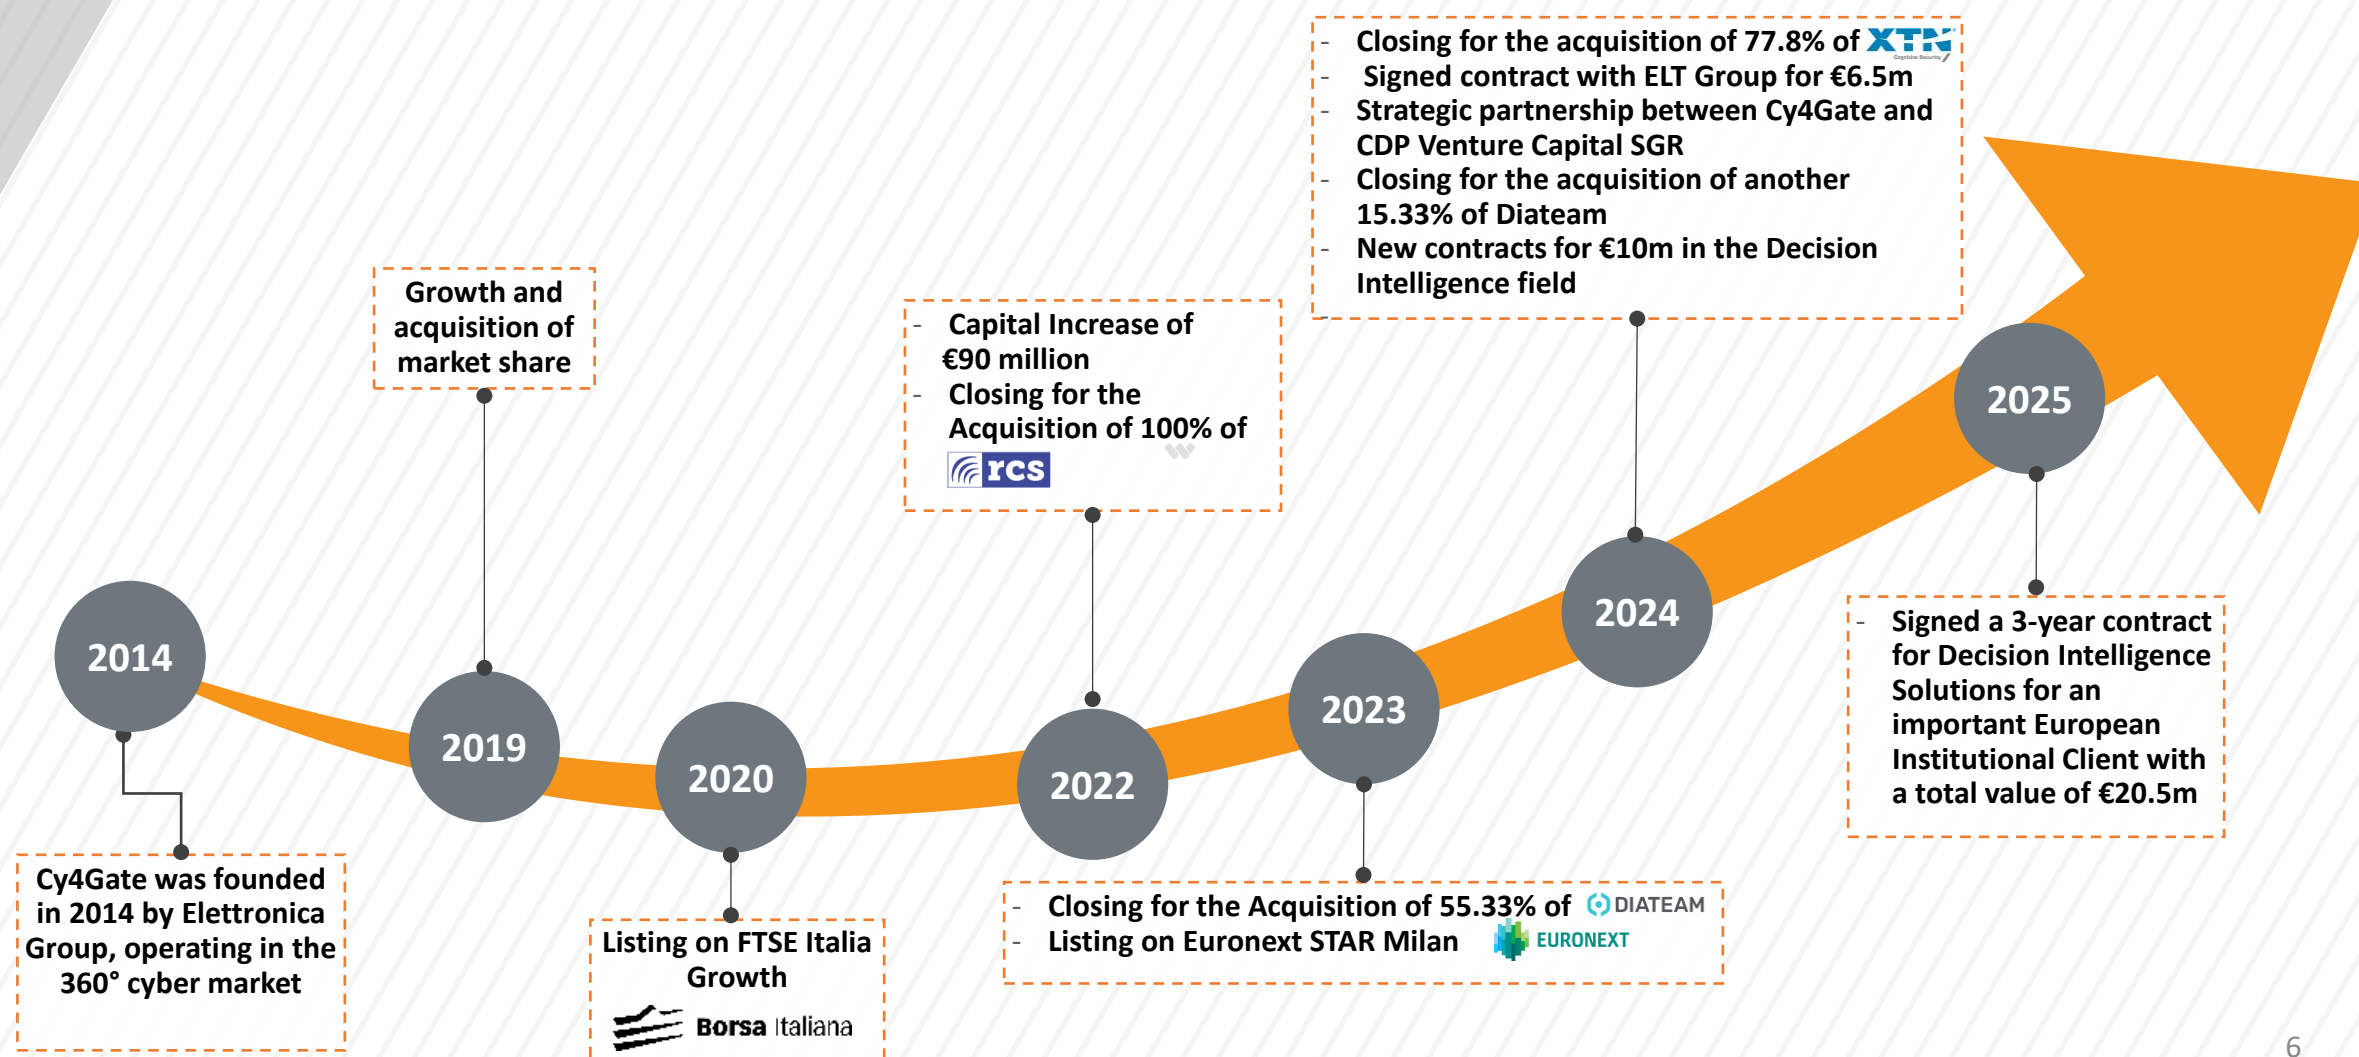 - Closing for the acquisition of 77.8% of XTN
Cognitive Security
- Signed contract with ELT Group for €6.5m
- Strategic partnership between Cy4Gate and
CDP Venture Capital SGR
- Closing for the acquisition of another
15.33% of Diateam
- New contracts for €10m in the Decision
Intelligence field
-
Growth and
acquisition of
market share
- Capital Increase of
€90 million
- Closing for the
Acquisition of 100% of
rcs
2014
2019
2020
2022
2023
2024
2025
Cy4Gate was founded
in 2014 by Elettronica
Group, operating in the
360° cyber market
Listing on FTSE Italia
Growth
Borsa Italiana
- Closing for the Acquisition of 55.33% of DIATEAM
- Listing on Euronext STAR Milan EURONEXT
- Signed a 3-year contract
for Decision Intelligence
Solutions for an
important European
Institutional Client with
a total value of €20.5m
6